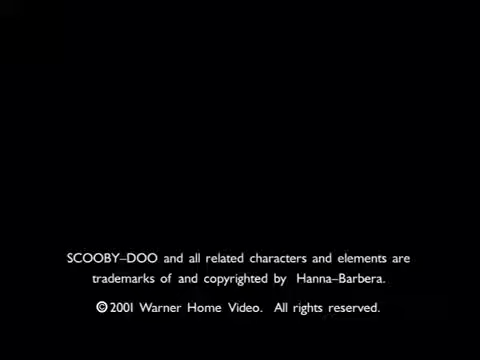 SCOOBY–DOO and all related characters and elements are
trademarks of and copyrighted by Hanna–Barbera.
©2001 Warner Home Video. All rights reserved.